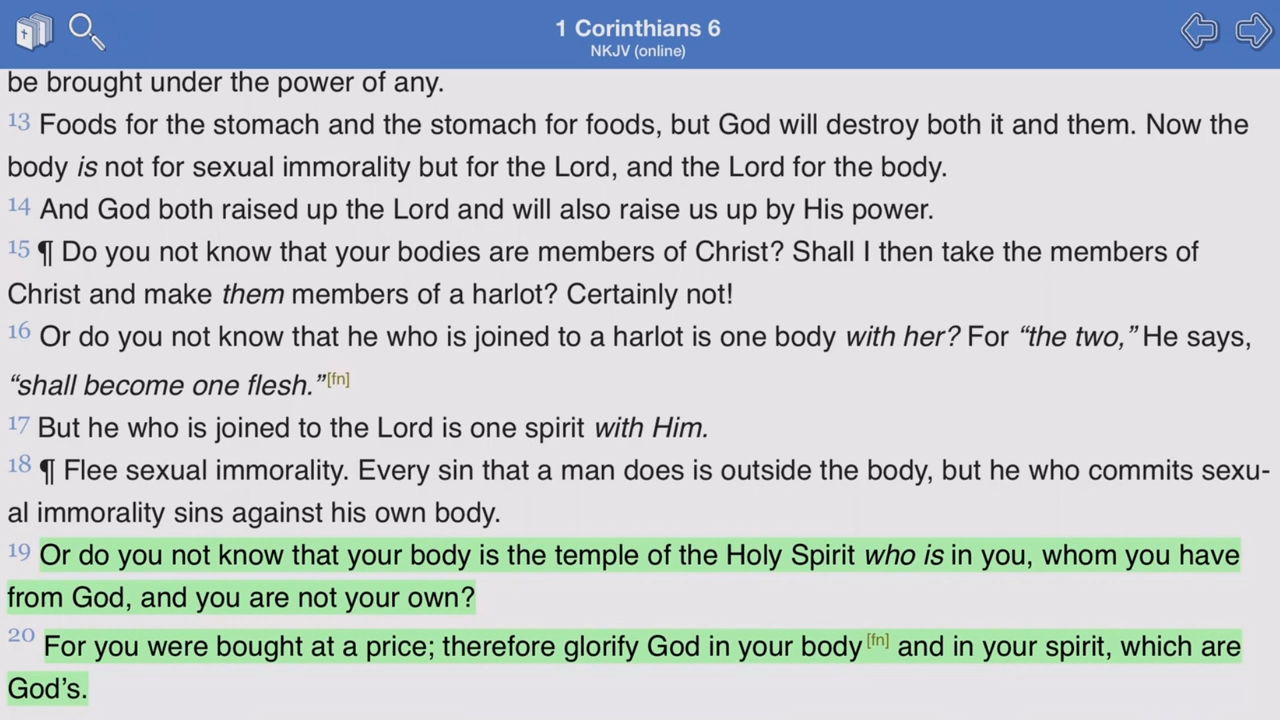 1 Corinthians 6
NKJV (online)
be brought under the power of any.
13 Foods for the stomach and the stomach for foods, but God will destroy both it and them. Now the
body is not for sexual immorality but for the Lord, and the Lord for the body.
14 And God both raised up the Lord and will also raise us up by His power.
15 ¶ Do you not know that your bodies are members of Christ? Shall I then take the members of
Christ and make them members of a harlot? Certainly not!
16 Or do you not know that he who is joined to a harlot is one body with her? For “the two,” He says,
“shall become one flesh.”[fn]
17 But he who is joined to the Lord is one spirit with Him.
18 ¶ Flee sexual immorality. Every sin that a man does is outside the body, but he who commits sexu-
al immorality sins against his own body.
19 Or do you not know that your body is the temple of the Holy Spirit who is in you, whom you have
from God, and you are not your own?
20 For you were bought at a price; therefore glorify God in your body[fn] and in your spirit, which are
God’s.